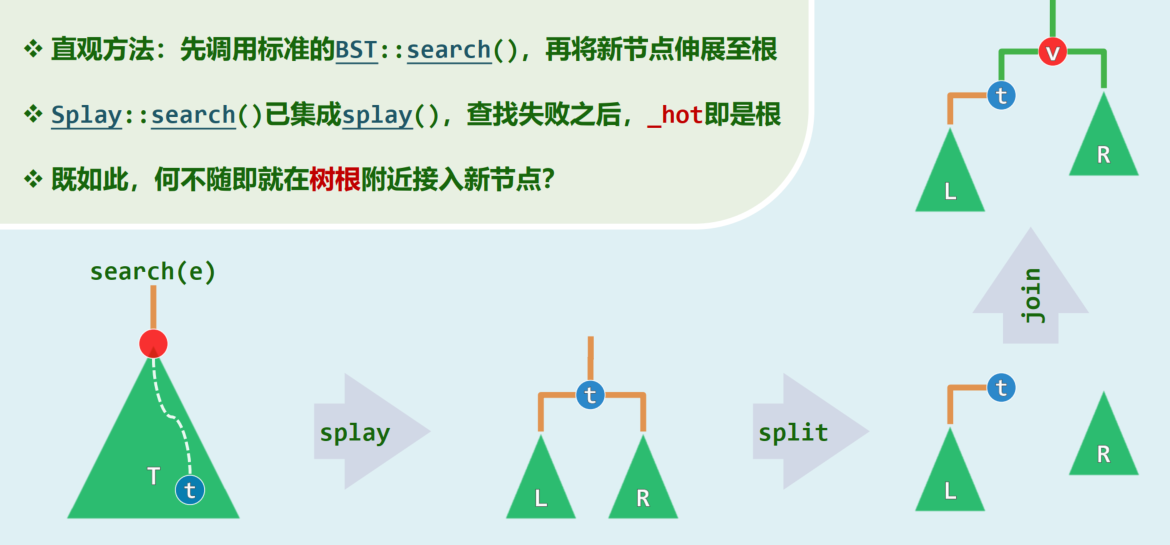 ❖ 直观方法：先调用标准的BST::search()，再将新节点伸展至根
❖ Splay::search()已集成splay()，查找失败之后，_hot即是根
❖ 既如此，何不随即就在树根附近接入新节点？
search(e)
T
t
splay
t
L
R
split
t
L
R
join
v
t
L
R